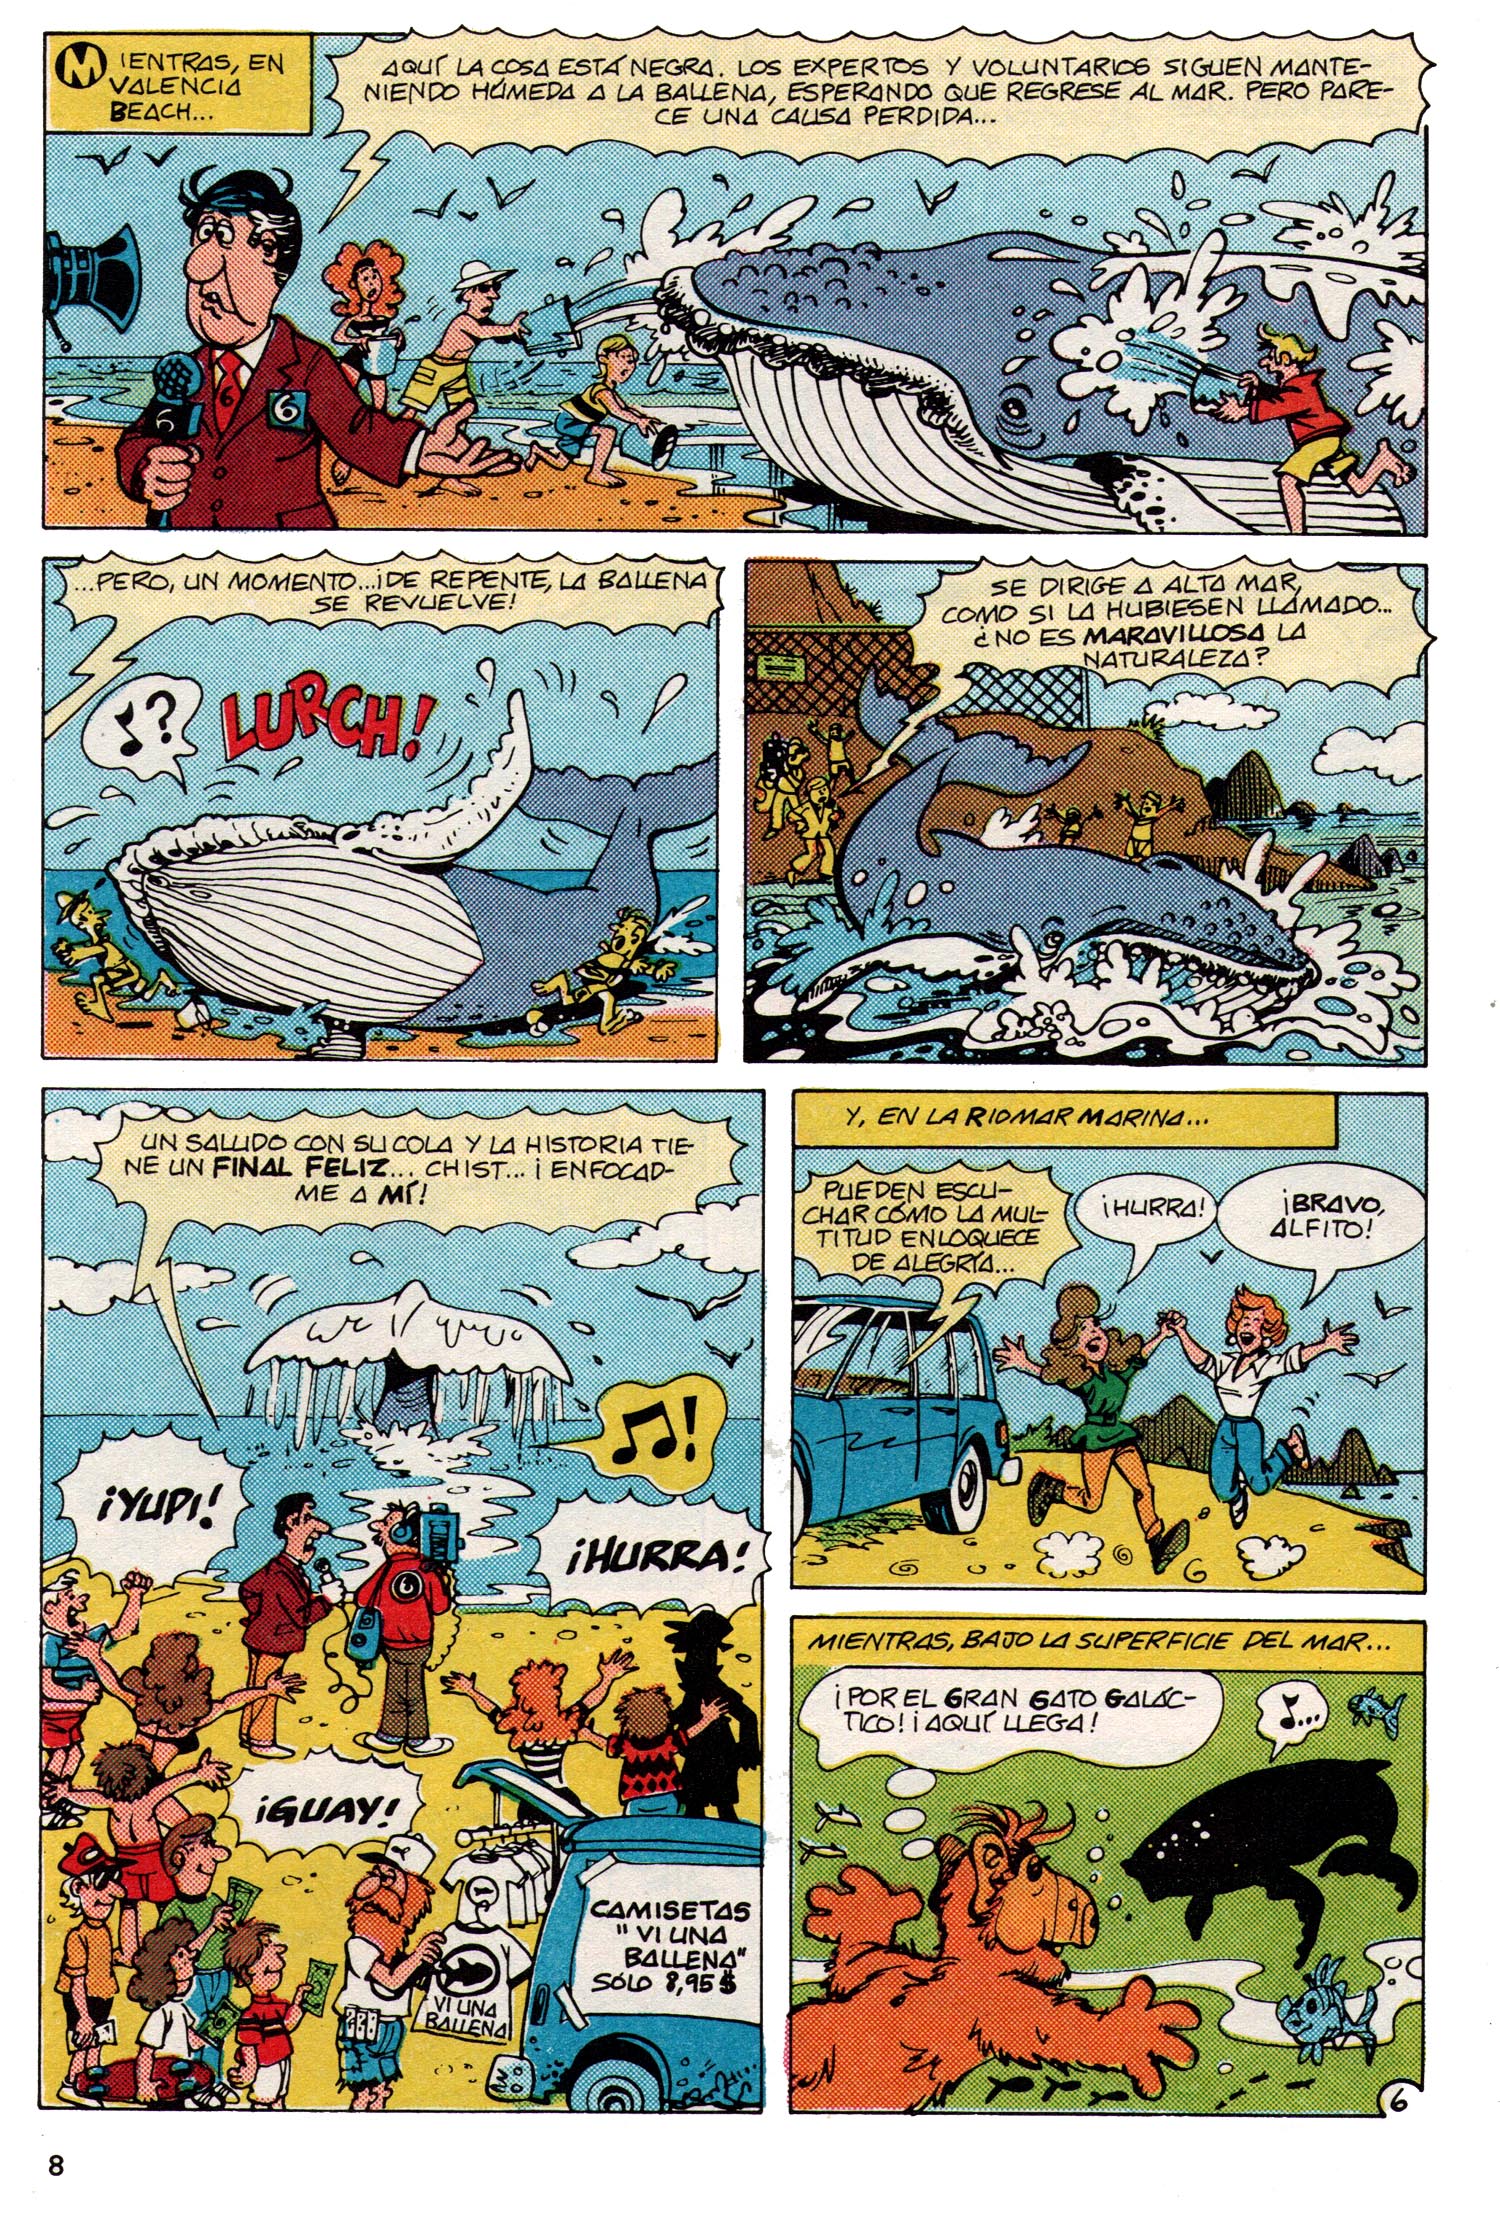 MIENTRAS, EN
VALENCIA
BEACH...
AQUÍ LA COSA ESTÁ NEGRA. LOS EXPERTOS Y VOLUNTARIOS SIGUEN MANTE-
NIENDO HÚMEDA A LA BALLENA, ESPERANDO QUE REGRESE AL MAR. PERO PARE-
CE UNA CAUSA PERDIDA...
6
6
6
...PERO, UN MOMENTO...¡DE REPENTE, LA BALLENA
SE REVUELVE!
?
LURCH!
SE DIRIGE A ALTA MAR,
COMO SI LA HUBIESEN LLAMADO...
¿NO ES MARAVILLOSA LA
NATURALEZA?
UN SALUDO CON SU COLA Y LA HISTORIA TIE-
NE UN FINAL FELIZ... CHIST... ¡ENFOCAD-
ME A MÍ!
!
¡YUPI!
¡HURRA!
6
¡GUAY!
CAMISETAS
"VI UNA
BALLENA"
SÓLO 8,95$
VI UNA
BALLENA
Y, EN LA RIOMAR MARINA...
PUEDEN ESCU-
CHAR CÓMO LA MUL-
TITUD ENLOQUECE
DE ALEGRÍA...
¡HURRA!
¡BRAVO,
ALFITO!
MIENTRAS, BAJO LA SUPERFICIE DEL MAR...
¡POR EL GRAN GATO GALÁC-
TICO! ¡AQUÍ LLEGA!
...
6
8